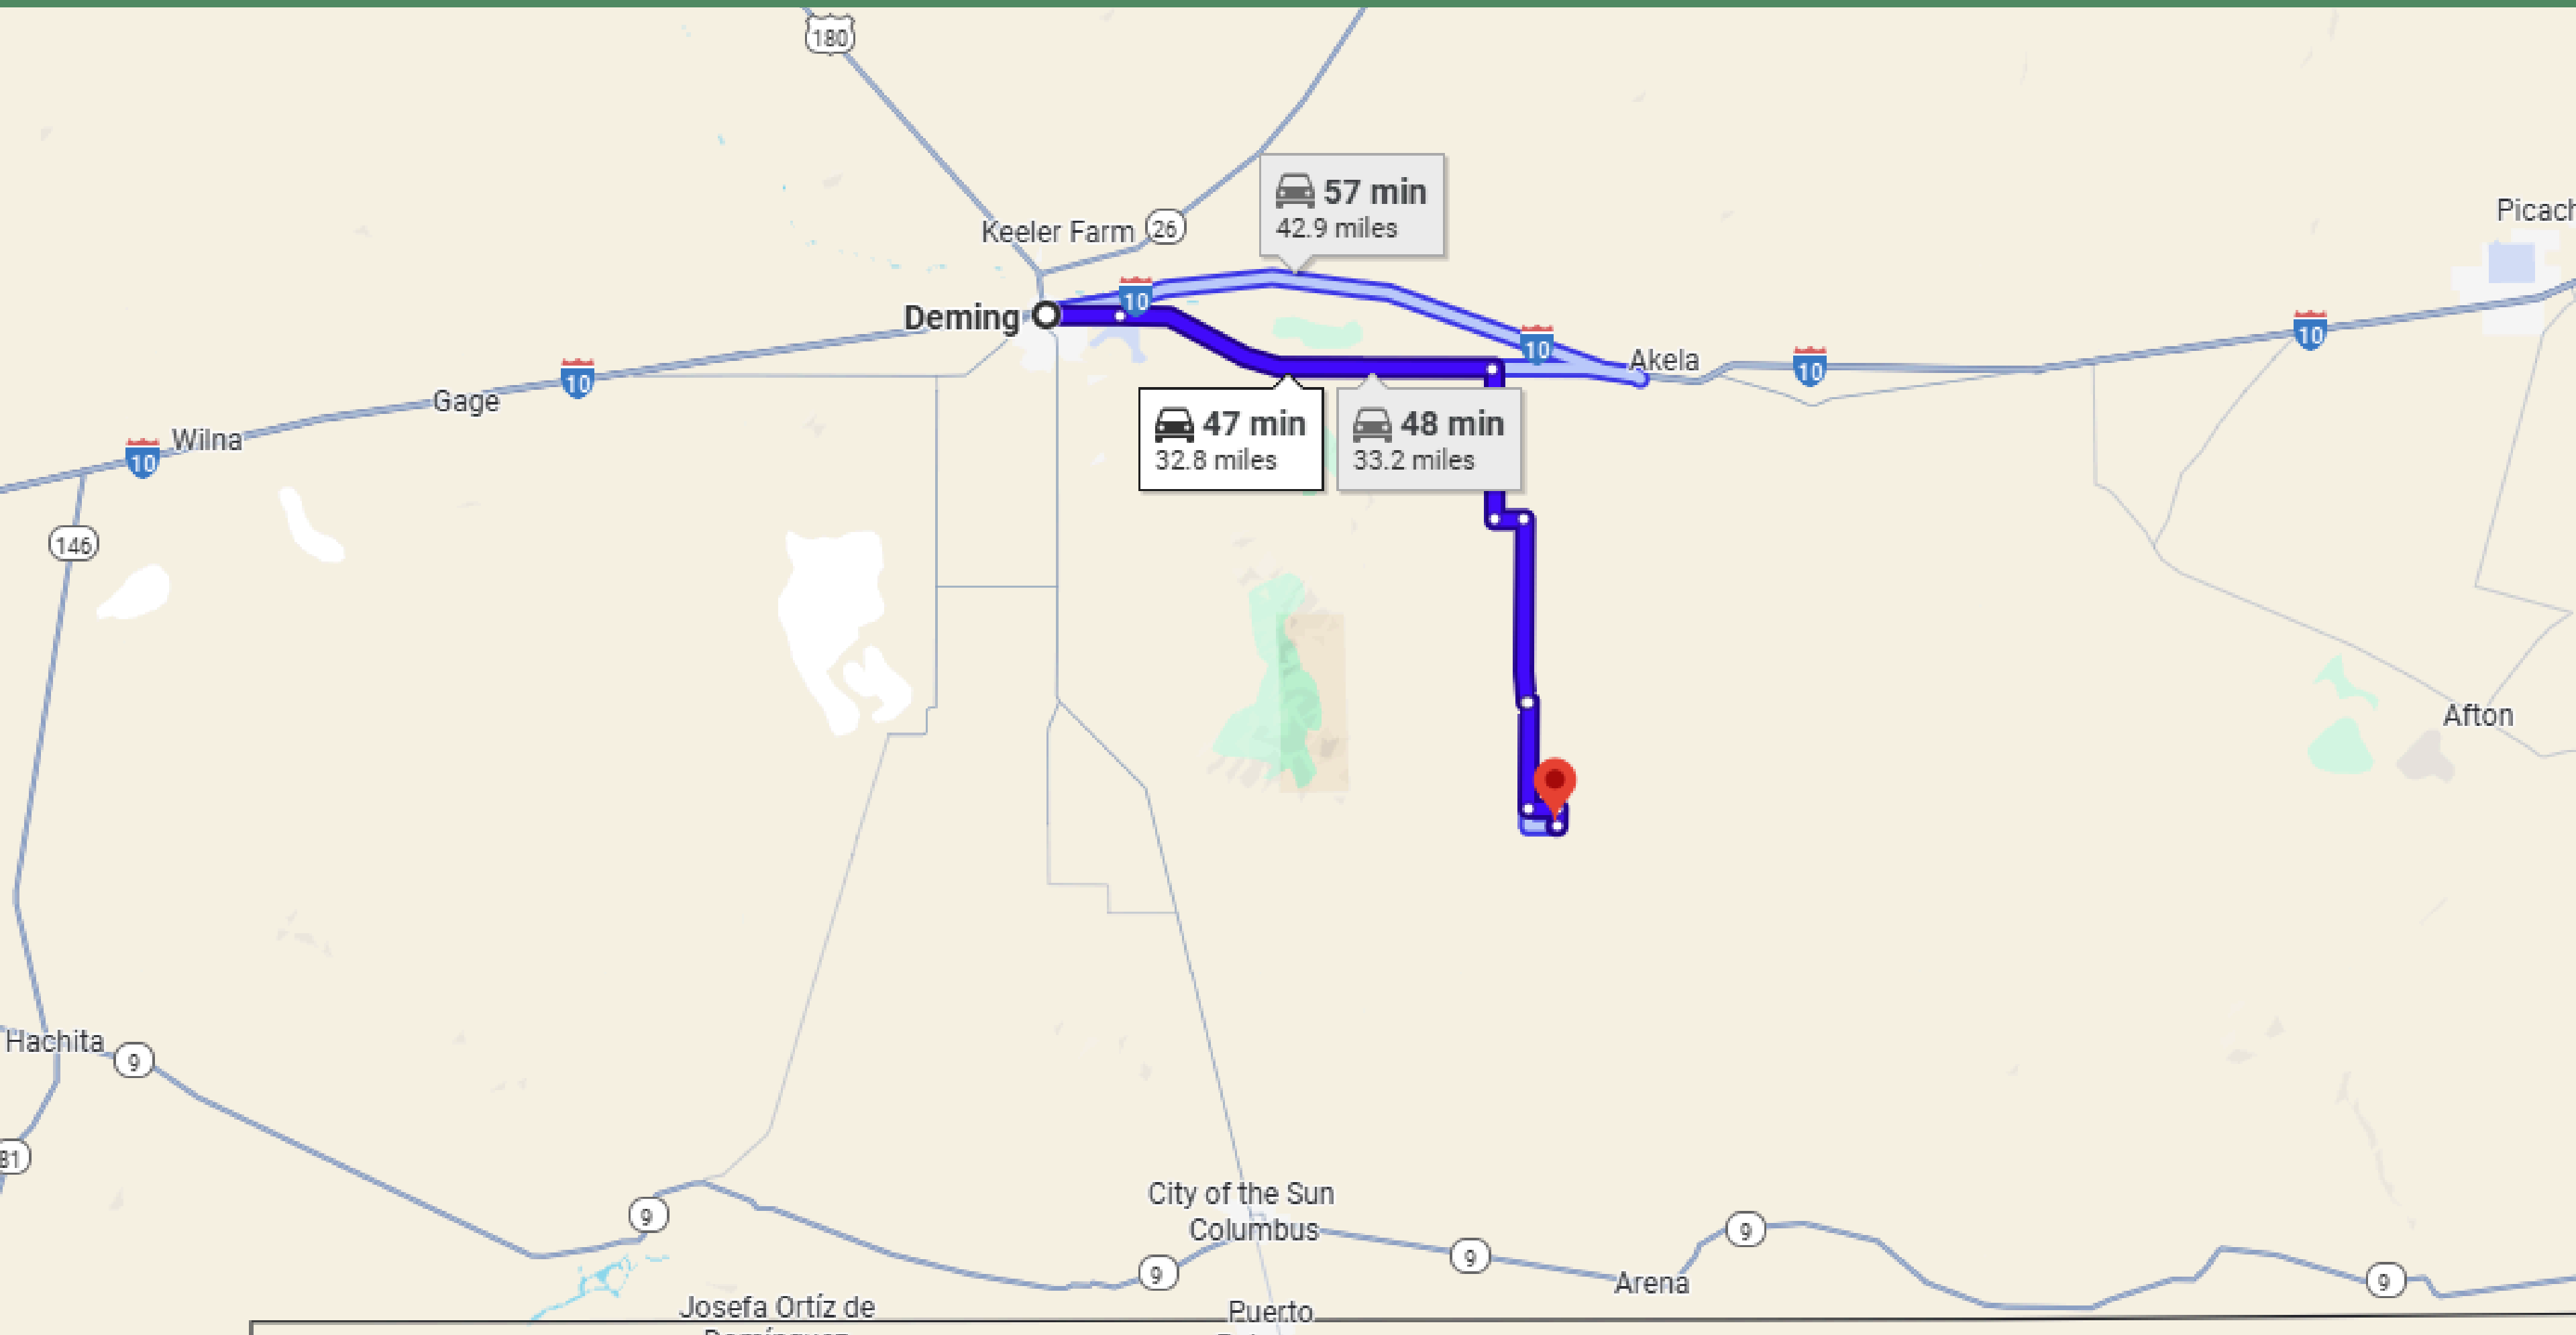 180
57 min
42.9 miles
Picach
Keeler Farm
26
10
Deming
10
10
Akela
10
10
Gage
47 min
32.8 miles
48 min
33.2 miles
Wilna
10
146
Afton
Hachita
9
81
9
City of the Sun
Columbus
9
9
9
9
Arena
Josefa Ortíz de
Puerto